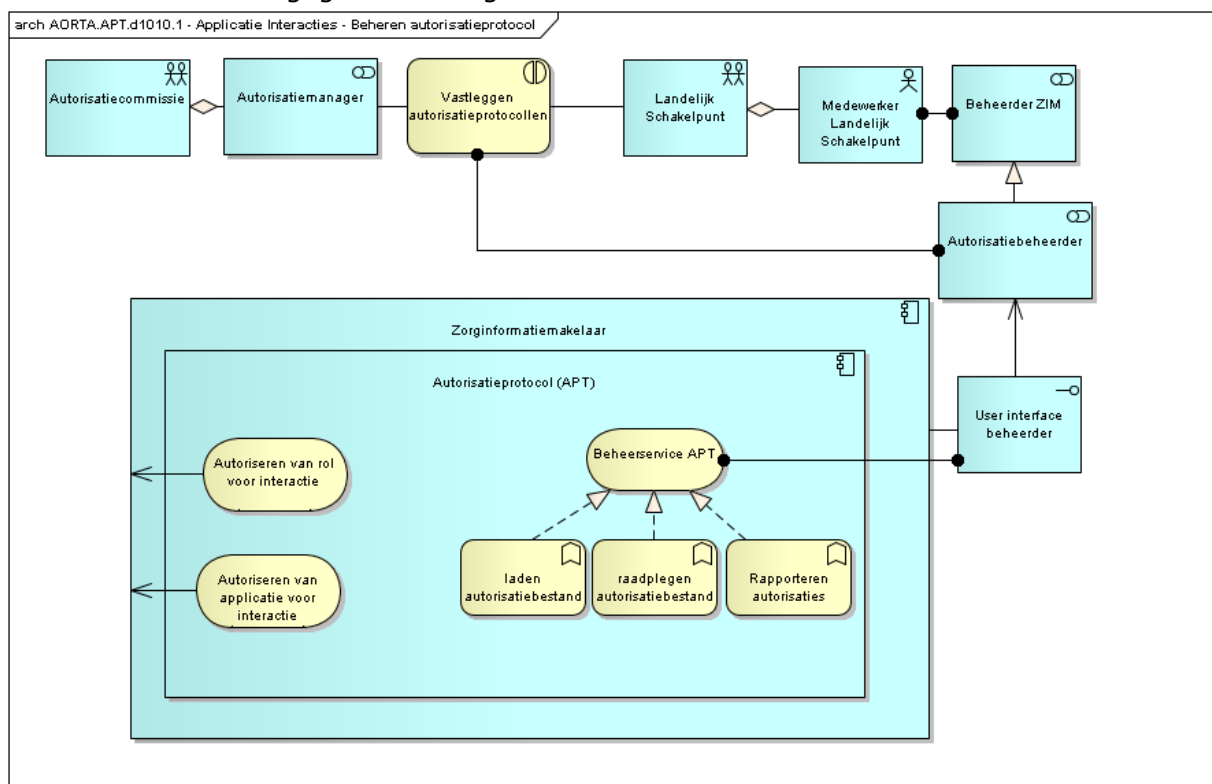 arch AORTA.APT.d1010.1 - Applicatie Interacties - Beheren autorisatieprotocol
Autorisatiecommissie
Autorisatiemanager
Vastleggen
autorisatieprotocollen
Landelijk
Schakelpunt
Medewerker
Landelijk
Schakelpunt
Beheerder ZIM
Autorisatiebeheerder
Zorginformatiemakelaar
Autorisatieprotocol (APT)
User interface
beheerder
Beheerservice APT
Autoriseren van rol
voor interactie
laden
autorisatiebestand
raadplegen
autorisatiebestand
Rapporteren
autorisaties
Autoriseren van
applicatie voor
interactie